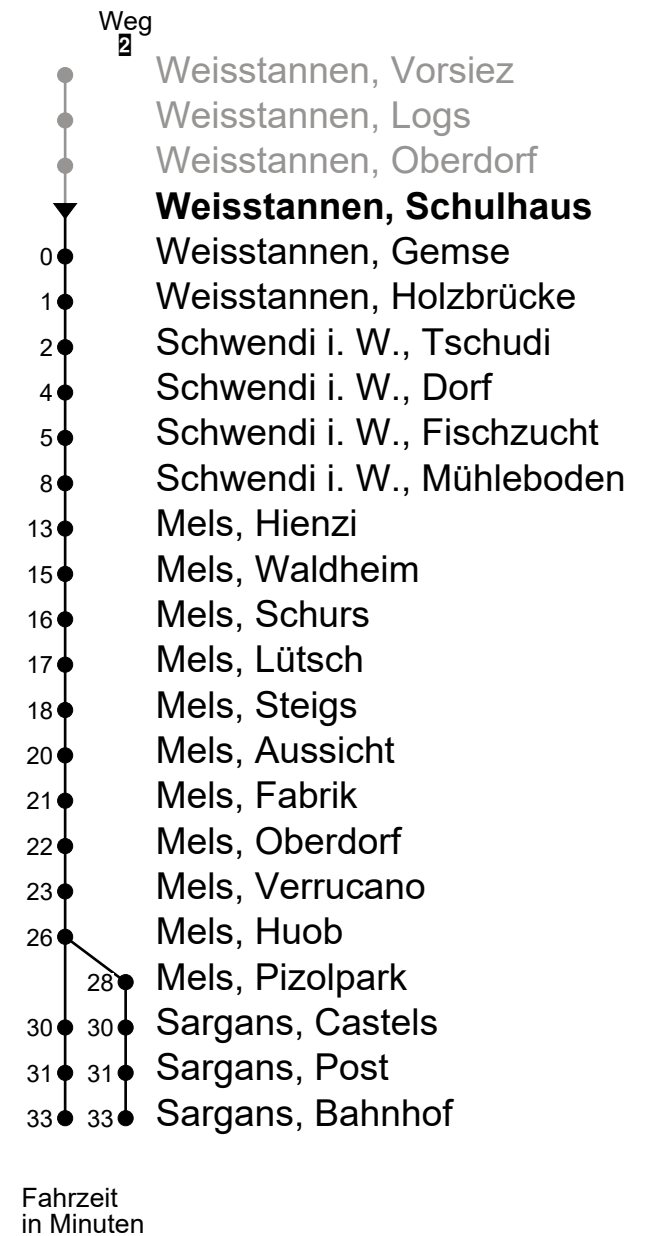 Weg
2
Weisstannen, Vorsiez
Weisstannen, Logs
Weisstannen, Oberdorf
Weisstannen, Schulhaus
0 Weisstannen, Gemse
1 Weisstannen, Holzbrücke
2 Schwendi i. W., Tschudi
4 Schwendi i. W., Dorf
5 Schwendi i. W., Fischzucht
8 Schwendi i. W., Mühleboden
13 Mels, Hienzi
15 Mels, Waldheim
16 Mels, Schurs
17 Mels, Lütsch
18 Mels, Steigs
20 Mels, Aussicht
21 Mels, Fabrik
22 Mels, Oberdorf
23 Mels, Verrucano
26 Mels, Huob
28 Mels, Pizolpark
30 30 Sargans, Castels
31 31 Sargans, Post
33 33 Sargans, Bahnhof
Fahrzeit
in Minuten